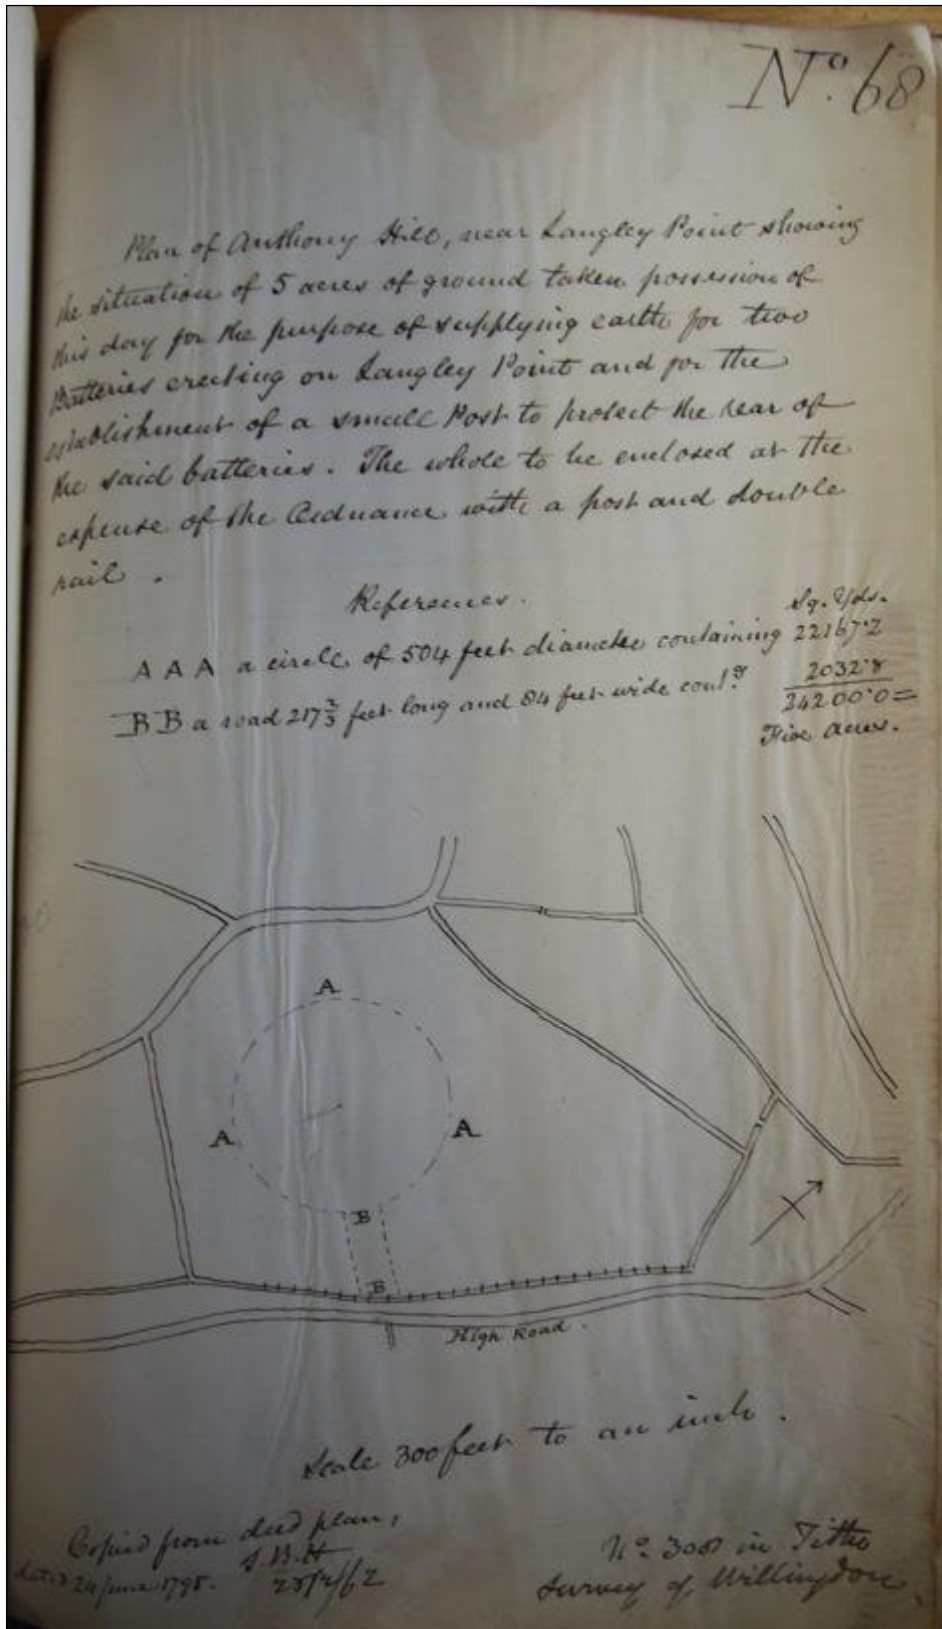 No. 68
Plan of Anthony Hill, near Langley Point showing
the situation of 5 acres of ground taken possession of
this day for the purpose of supplying earth for two
Batteries erecting on Langley Point and for the
establishment of a small Post to protect the rear of
the said batteries. The whole to be enclosed at the
expense of the Ordnance with a post and double
rail.
References.
Sq. Yds.
A A A a circle of 504 feet diameter containing 22167.2
B B a road 217 2/3 feet long and 84 feet wide contg. 2032.8
24200.0 =
Five Acres.
A
A
A
B
B
High Road.
Scale 300 feet to an inch.
Copied from deed plan,
dated 24 June 1795.
No. 308 in Tithe
Survey of Willingdon